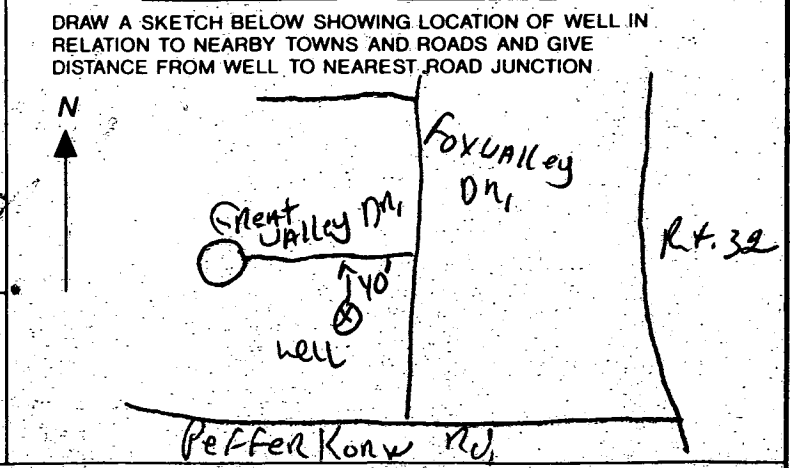 DRAW A SKETCH BELOW SHOWING LOCATION OF WELL IN
RELATION TO NEARBY TOWNS AND ROADS AND GIVE
DISTANCE FROM WELL TO NEAREST ROAD JUNCTION
N
FoxVAlley
DR,
GReat
VAlley DR,
Rt. 32
40'
well
PeFFeRKorn RD,